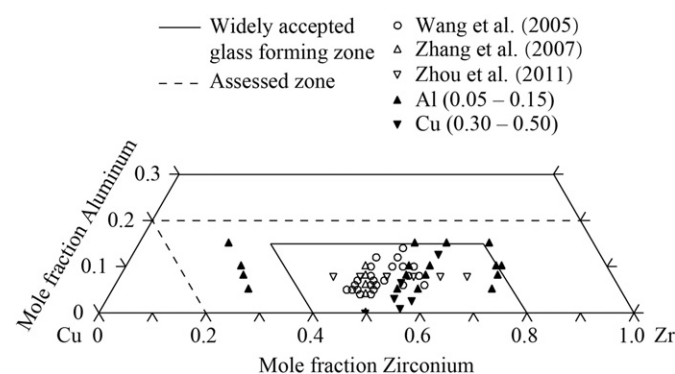 Widely accepted
glass forming zone
Assessed zone
Wang et al. (2005)
Zhang et al. (2007)
Zhou et al. (2011)
Al (0.05 – 0.15)
Cu (0.30 – 0.50)
Mole fraction Aluminum
0.3
0.2
0.1
0
Cu 0 0.2 0.4 0.6 0.8 1.0 Zr
Mole fraction Zirconium